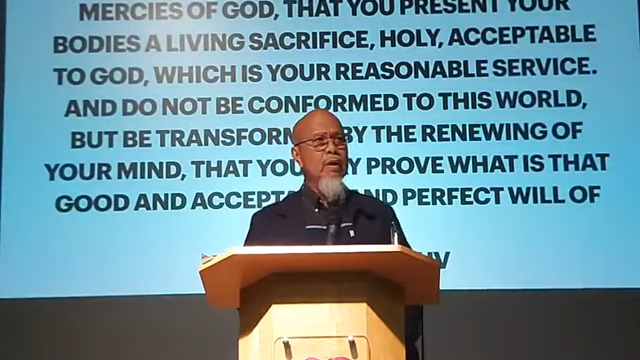 MERCIES OF GOD, THAT YOU PRESENT YOUR
BODIES A LIVING SACRIFICE, HOLY, ACCEPTABLE
TO GOD, WHICH IS YOUR REASONABLE SERVICE.
AND DO NOT BE CONFORMED TO THIS WORLD,
BUT BE TRANSFORM BY THE RENEWING OF
YOUR MIND, THAT YOU PROVE WHAT IS THAT
GOOD AND ACCEPT AND PERFECT WILL OF